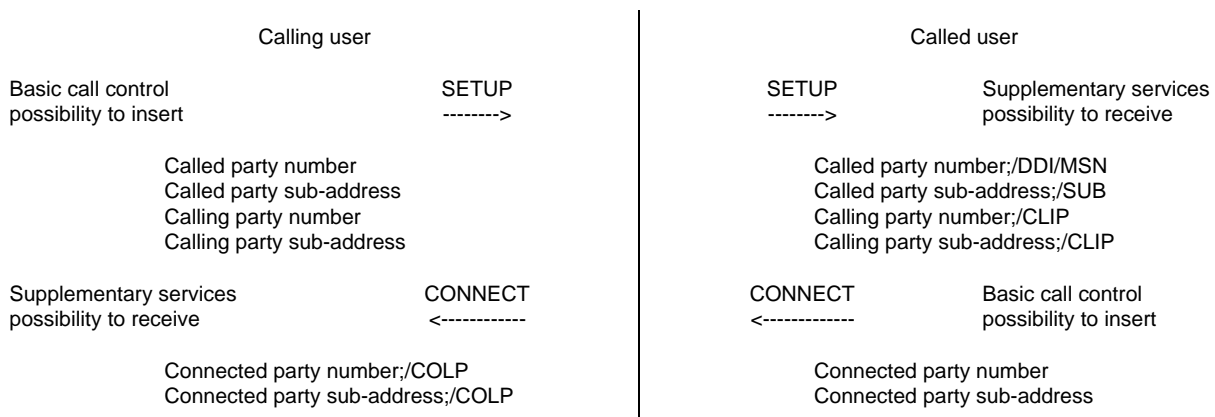 Calling user Called user
Basic call control SETUP SETUP Supplementary services
possibility to insert --------> --------> possibility to receive
Called party number Called party number;/DDI/MSN
Called party sub-address Called party sub-address;/SUB
Calling party number Calling party number;/CLIP
Calling party sub-address Calling party sub-address;/CLIP
Supplementary services CONNECT CONNECT Basic call control
possibility to receive <------------ <------------- possibility to insert
Connected party number;/COLP Connected party number
Connected party sub-address;/COLP Connected party sub-address